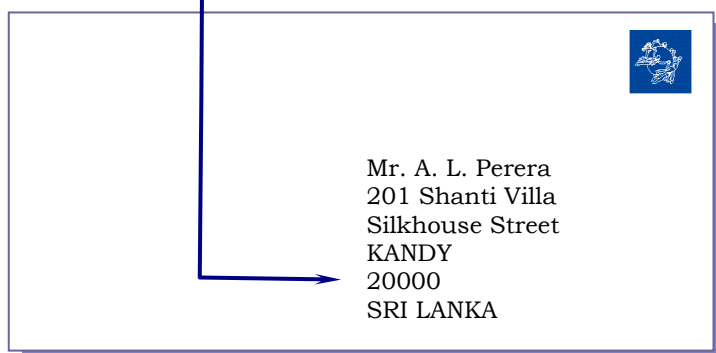 Mr. A. L. Perera
201 Shanti Villa
Silkhouse Street
KANDY
20000
SRI LANKA